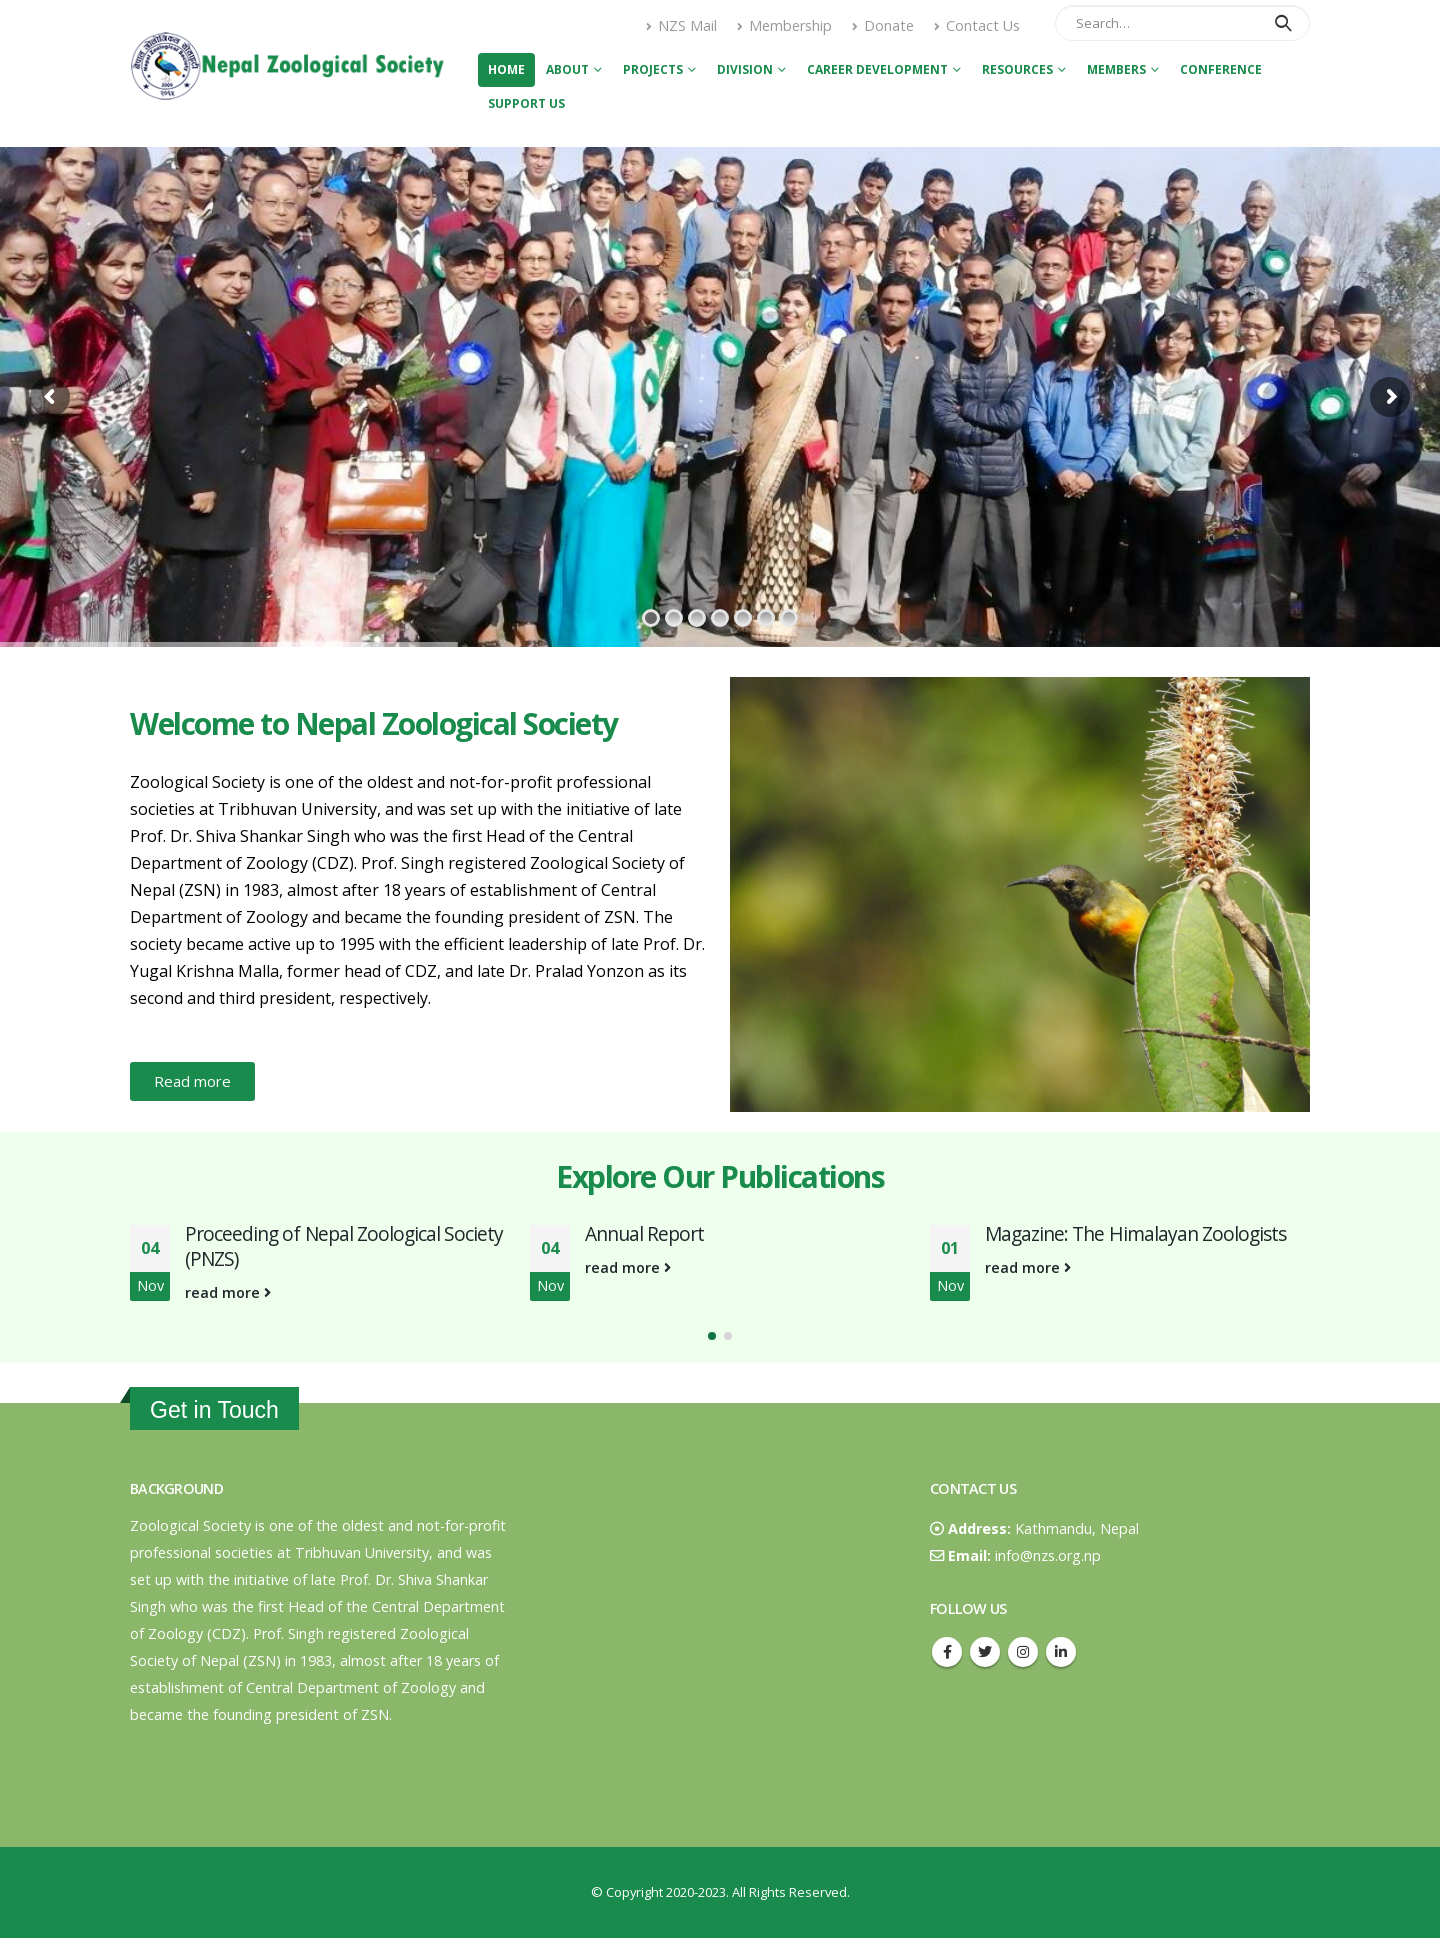 NZS Mail
Membership
Donate
Contact Us
Search...
Nepal Zoological Society
HOME
ABOUT
PROJECTS
DIVISION
CAREER DEVELOPMENT
RESOURCES
MEMBERS
CONFERENCE
SUPPORT US
Welcome to Nepal Zoological Society
Zoological Society is one of the oldest and not-for-profit professional
societies at Tribhuvan University, and was set up with the initiative of late
Prof. Dr. Shiva Shankar Singh who was the first Head of the Central
Department of Zoology (CDZ). Prof. Singh registered Zoological Society of
Nepal (ZSN) in 1983, almost after 18 years of establishment of Central
Department of Zoology and became the founding president of ZSN. The
society became active up to 1995 with the efficient leadership of late Prof. Dr.
Yugal Krishna Malla, former head of CDZ, and late Dr. Pralad Yonzon as its
second and third president, respectively.
Read more
Explore Our Publications
04
Nov
Proceeding of Nepal Zoological Society
(PNZS)
read more
04
Nov
Annual Report
read more
01
Nov
Magazine: The Himalayan Zoologists
read more
Get in Touch
BACKGROUND
Zoological Society is one of the oldest and not-for-profit
professional societies at Tribhuvan University, and was
set up with the initiative of late Prof. Dr. Shiva Shankar
Singh who was the first Head of the Central Department
of Zoology (CDZ). Prof. Singh registered Zoological
Society of Nepal (ZSN) in 1983, almost after 18 years of
establishment of Central Department of Zoology and
became the founding president of ZSN.
CONTACT US
Address: Kathmandu, Nepal
Email: info@nzs.org.np
FOLLOW US
© Copyright 2020-2023. All Rights Reserved.